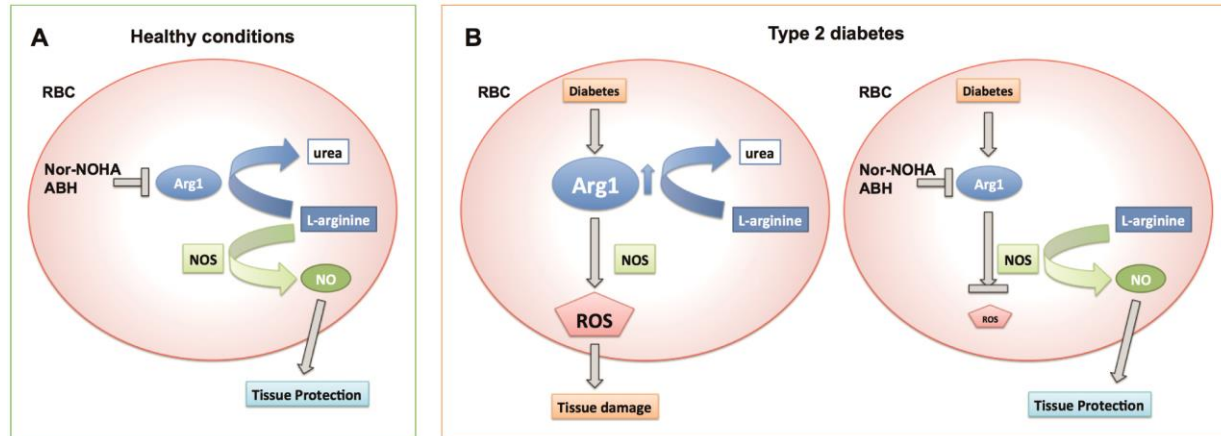 A
Healthy conditions
RBC
urea
Nor-NOHA
ABH
Arg1
L-arginine
NOS
NO
Tissue Protection
B
Type 2 diabetes
RBC
Diabetes
urea
Arg1
L-arginine
NOS
ROS
Tissue damage
RBC
Diabetes
Nor-NOHA
ABH
Arg1
L-arginine
NOS
NO
ROS
Tissue Protection